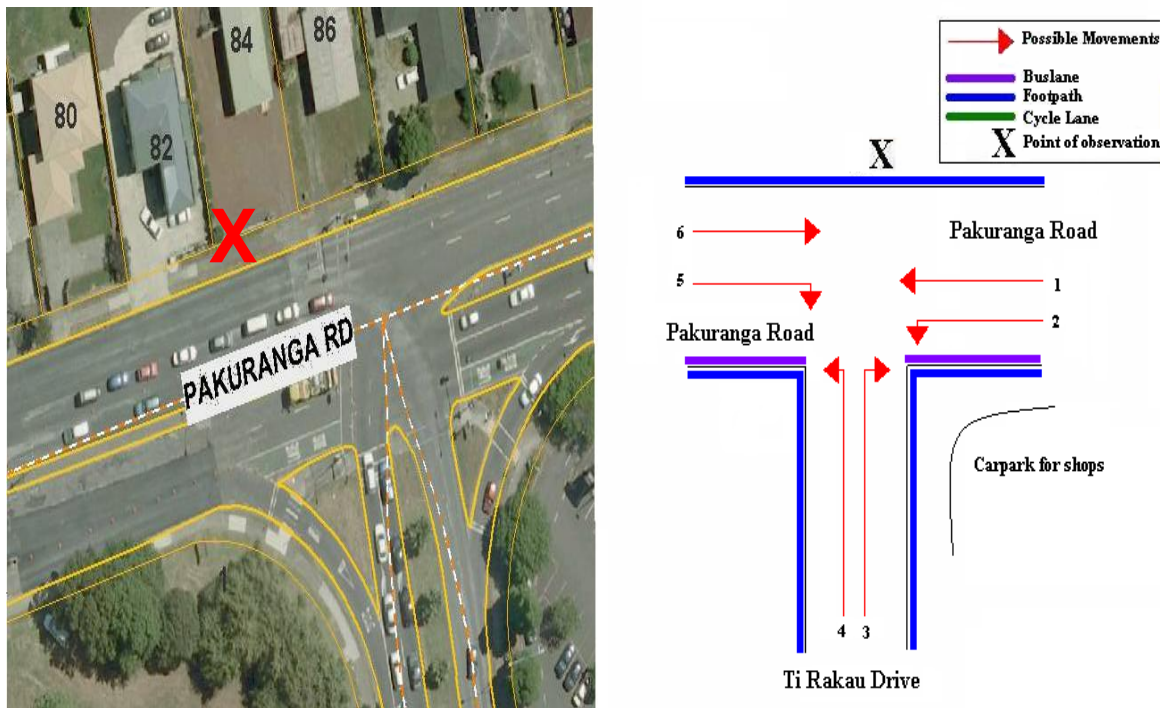 84
86
80
82
PAKURANGA RD
Possible Movements
Buslane
Footpath
Cycle Lane
X Point of observation
X
X
6
Pakuranga Road
5
1
Pakuranga Road
2
Carpark for shops
4 3
Ti Rakau Drive